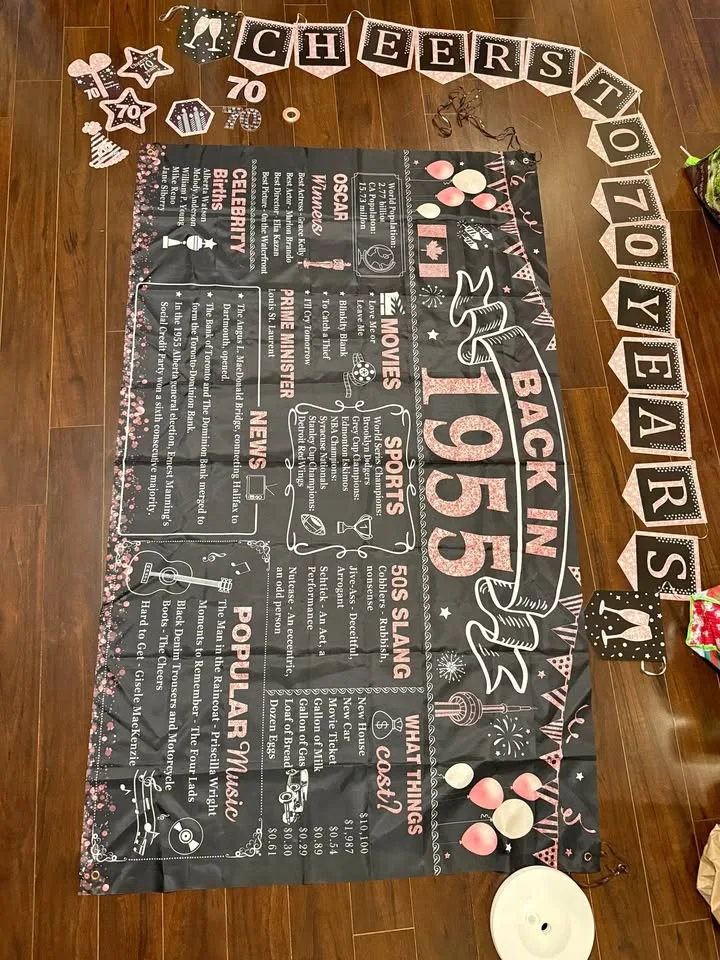 CHEERS TO 70 YEARS
70
70
70
70
70
BACK IN
1955
World Population:
2.77 billion
CA Population:
15.73 million
OSCAR
Winners
Best Actress - Grace Kelly
Best Actor - Marlon Brando
Best Director - Elia Kazan
Best Picture - On the Waterfront
CELEBRITY
Births
Alberta Watson
Melody Anderson
William P. Young
Mike Reno
Jane Siberry
MOVIES
★ Love Me or
Leave Me
★ Blinkity Blank
★ To Catch a Thief
★ I'll Cry Tomorrow
PRIME MINISTER
Louis St. Laurent
SPORTS
World Series Champions:
Brooklyn Dodgers
Grey Cup Champions:
Edmonton Eskimos
NBA Champions:
Syracuse Nationals
Stanley Cup Champions:
Detroit Red Wings
NEWS
★ The Angus L. MacDonald Bridge, connecting Halifax to
Dartmouth, opened.
★ The Bank of Toronto and The Dominion Bank merged to
form the Toronto-Dominion Bank.
★ In the 1955 Alberta general election, Ernest Manning's
Social Credit Party won a sixth consecutive majority.
50S SLANG
Cobblers - Rubbish,
nonsense
Jive-Ass - Deceitful,
Arrogant
Schtick - An Act, a
Performance
Nutcase - An eccentric,
an odd person
WHAT THINGS
cost?
New House $10,100
New Car $1,987
Movie Ticket $0.54
Gallon of Milk $0.89
Gallon of Gas $0.29
Loaf of Bread $0.30
Dozen Eggs $0.61
POPULAR Music
The Man in the Raincoat - Priscilla Wright
Moments to Remember - The Four Lads
Black Denim Trousers and Motorcycle
Boots - The Cheers
Hard to Get - Gisele MacKenzie